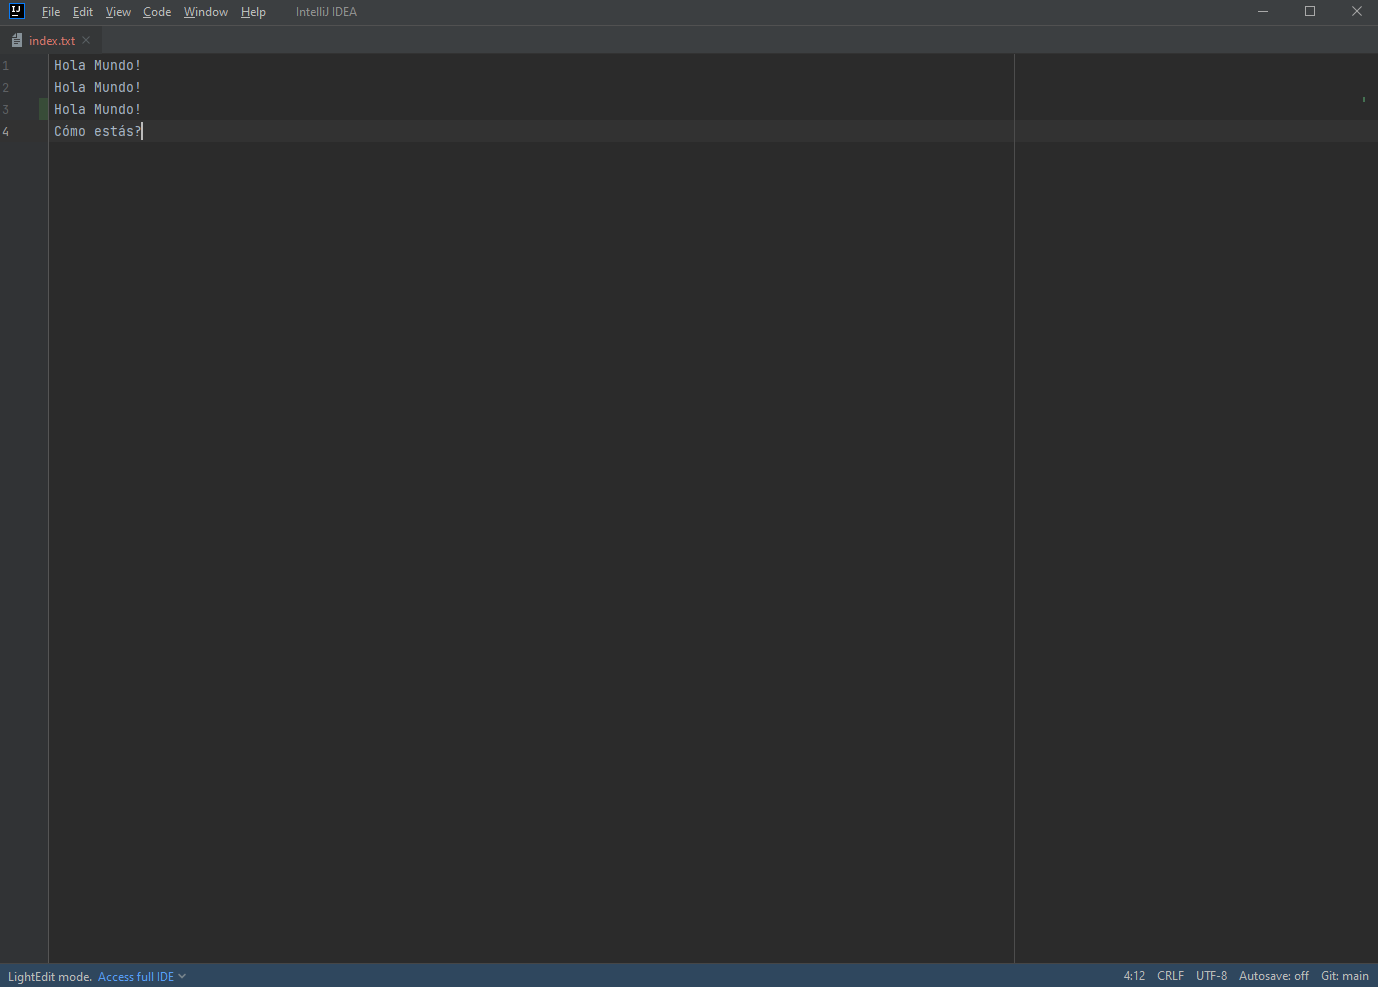 IJ File Edit View Code Window Help IntelliJ IDEA
index.txt
1 Hola Mundo!
2 Hola Mundo!
3 Hola Mundo!
4 Cómo estás?
LightEdit mode. Access full IDE 4:12 CRLF UTF-8 Autosave: off Git: main